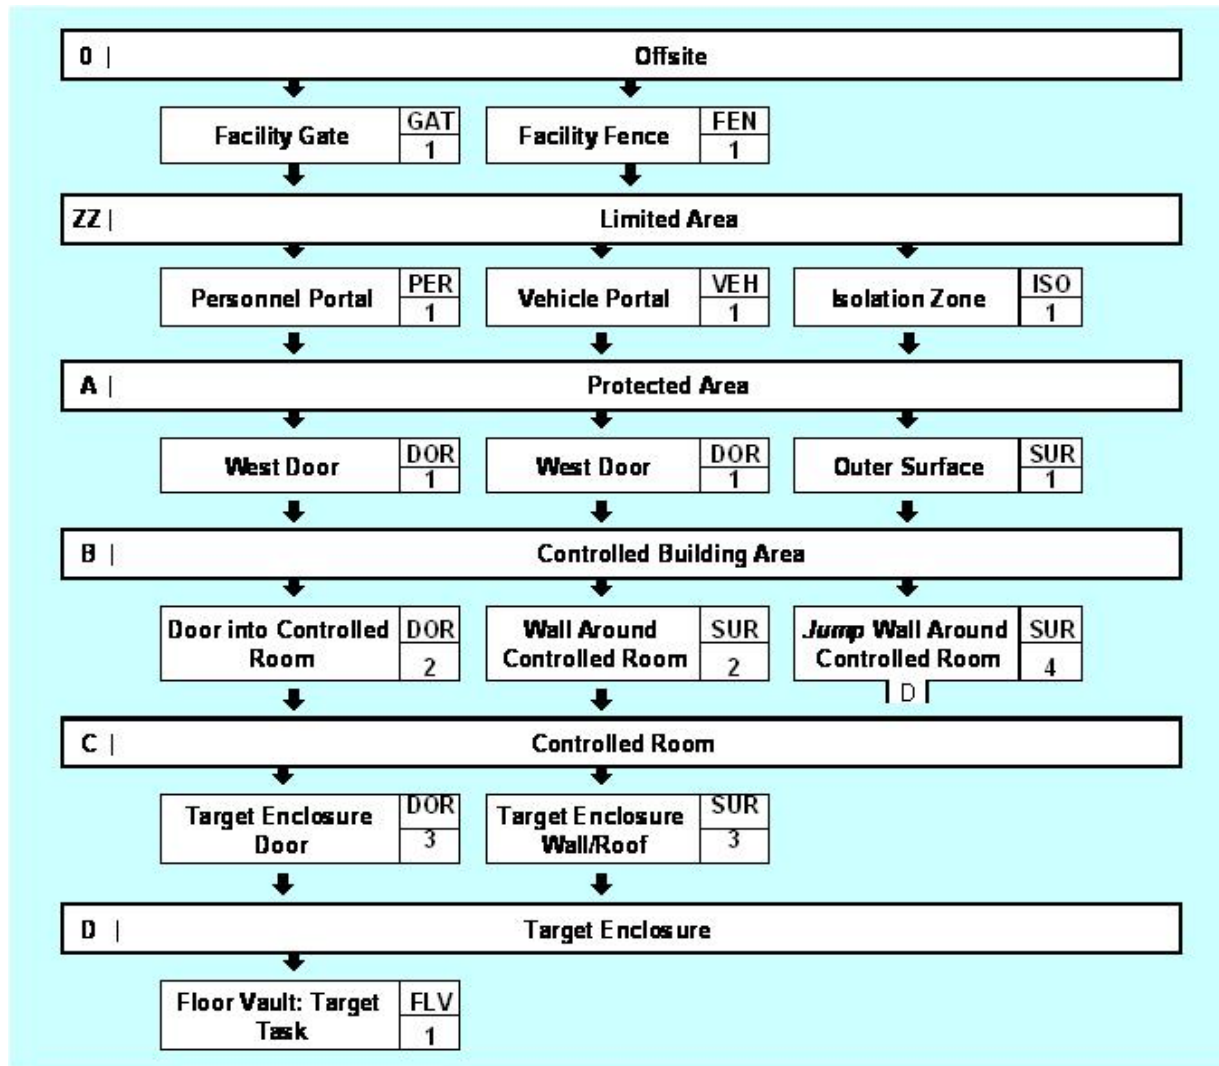 0 | Offsite
Facility Gate GAT 1
Facility Fence FEN 1
ZZ | Limited Area
Personnel Portal PER 1
Vehicle Portal VEH 1
Isolation Zone ISO 1
A | Protected Area
West Door DOR 1
West Door DOR 1
Outer Surface SUR 1
B | Controlled Building Area
Door into Controlled DOR
Room 2
Wall Around SUR
Controlled Room 2
Jump Wall Around SUR
Controlled Room 4
D
C | Controlled Room
Target Enclosure DOR
Door 3
Target Enclosure SUR
Wall/Roof 3
D | Target Enclosure
Floor Vault: Target FLV
Task 1